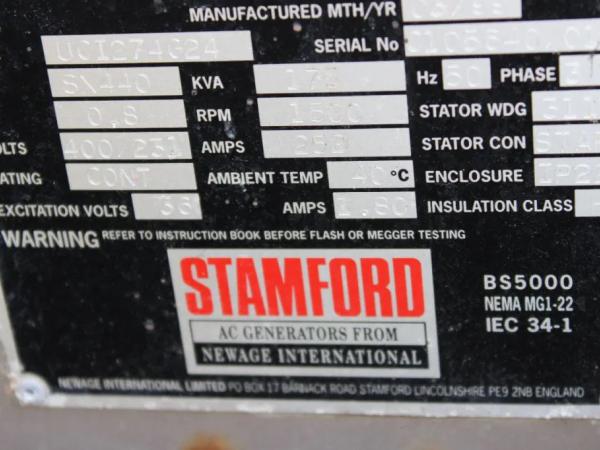 MANUFACTURED MTH/YR
UCI274G24 SERIAL No
SX440 KVA Hz 50 PHASE
0.8 RPM 1500 STATOR WDG 311
400/231 AMPS STATOR CON
CONT AMBIENT TEMP 40 °C ENCLOSURE
EXCITATION VOLTS 36 AMPS 1.80 INSULATION CLASS
WARNING REFER TO INSTRUCTION BOOK BEFORE FLASH OR MEGGER TESTING
STAMFORD
AC GENERATORS FROM
NEWAGE INTERNATIONAL
BS5000
NEMA MG1-22
IEC 34-1
NEWAGE INTERNATIONAL LIMITED PO BOX 17 BARNACK ROAD STAMFORD LINCOLNSHIRE PE9 2NB ENGLAND